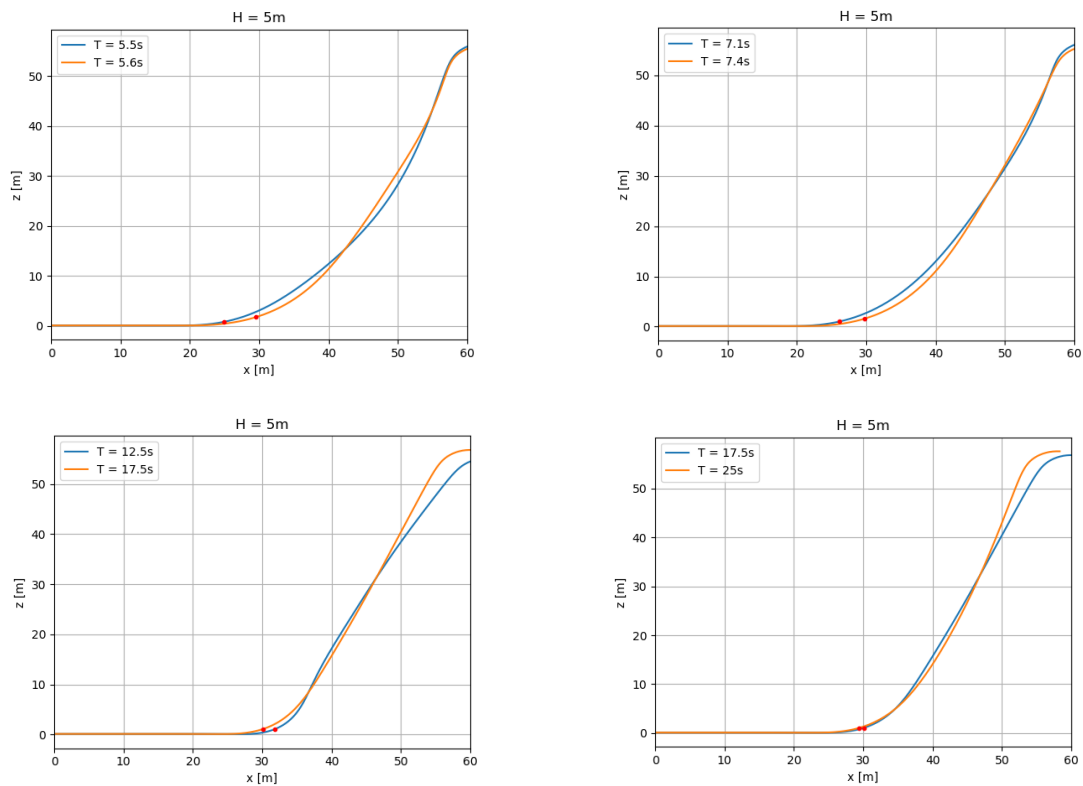 H = 5m
T = 5.5s
T = 5.6s
z [m]
50
40
30
20
10
0
0 10 20 30 40 50 60
x [m]
H = 5m
T = 7.1s
T = 7.4s
z [m]
50
40
30
20
10
0
0 10 20 30 40 50 60
x [m]
H = 5m
T = 12.5s
T = 17.5s
z [m]
50
40
30
20
10
0
0 10 20 30 40 50 60
x [m]
H = 5m
T = 17.5s
T = 25s
z [m]
50
40
30
20
10
0
0 10 20 30 40 50 60
x [m]